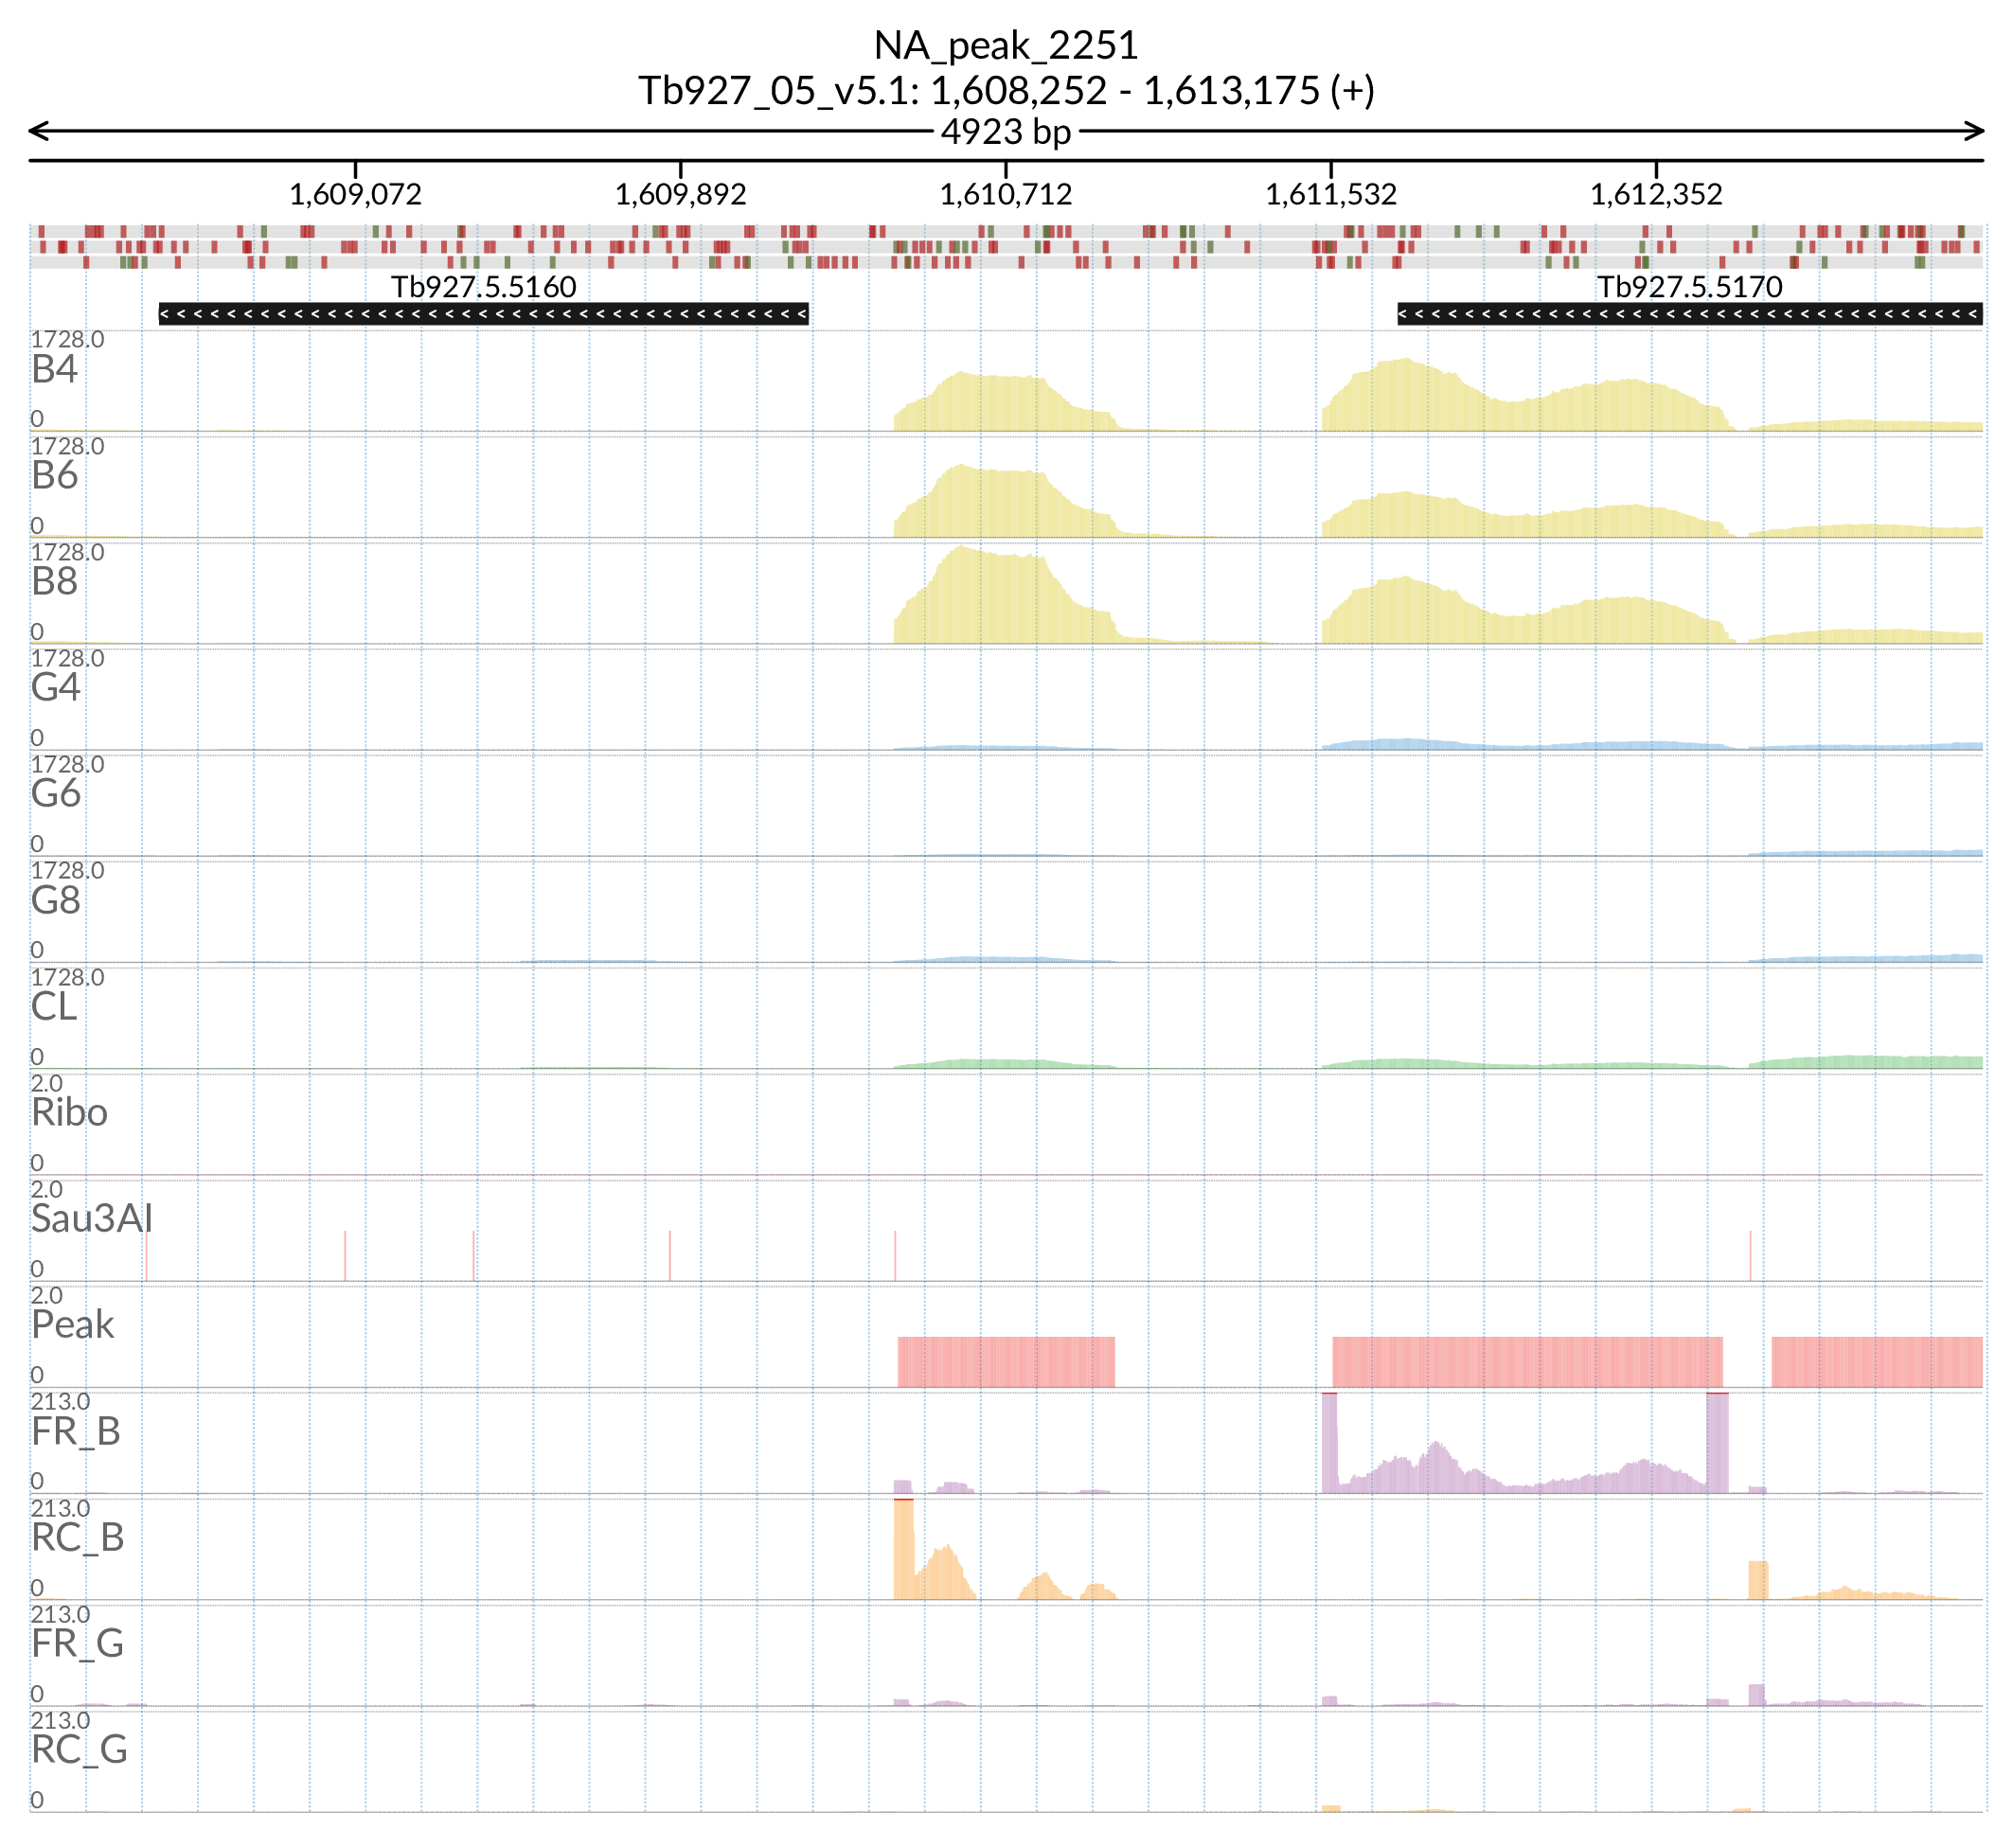 NA_peak_2251
Tb927_05_v5.1: 1,608,252 - 1,613,175 (+)
4923 bp
1,609,072 1,609,892 1,610,712 1,611,532 1,612,352
Tb927.5.5160 Tb927.5.5170
1728.0
B4
0
1728.0
B6
0
1728.0
B8
0
1728.0
G4
0
1728.0
G6
0
1728.0
G8
0
1728.0
CL
0
2.0
Ribo
0
2.0
Sau3AI
0
2.0
Peak
0
213.0
FR_B
0
213.0
RC_B
0
213.0
FR_G
0
213.0
RC_G
0